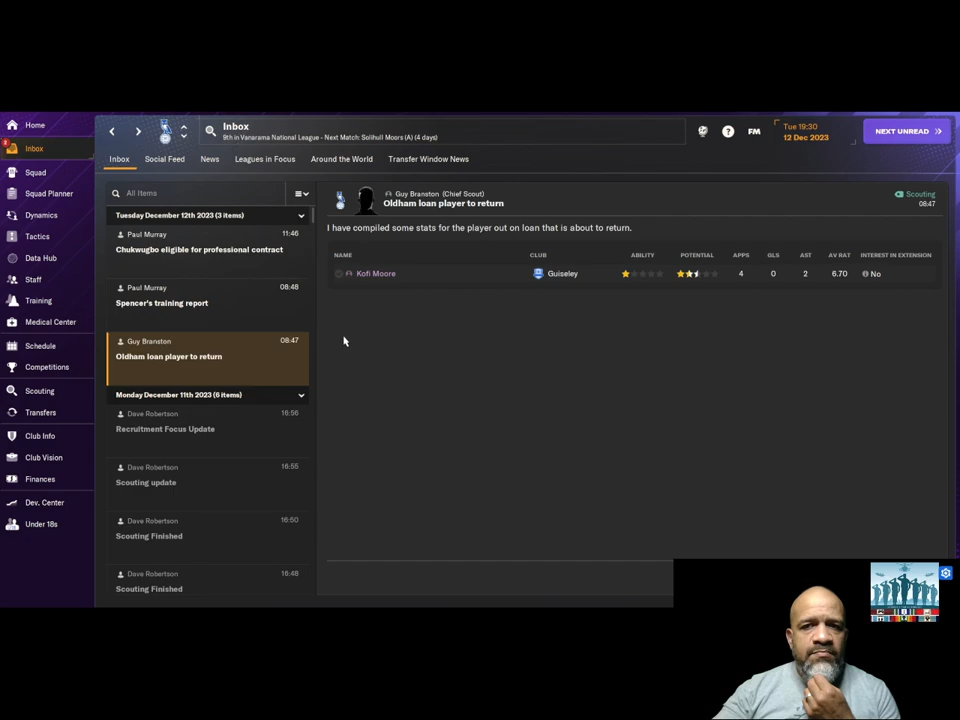 Home
Inbox
Squad
Squad Planner
Dynamics
Tactics
Data Hub
Staff
Training
Medical Center
Schedule
Competitions
Scouting
Transfers
Club Info
Club Vision
Finances
Dev. Center
Under 18s
Inbox
9th in Vanarama National League - Next Match: Solihull Moors (A) (4 days)
FM
Tue 19:30
12 Dec 2023
NEXT UNREAD
Inbox Social Feed News Leagues in Focus Around the World Transfer Window News
All Items
Tuesday December 12th 2023 (3 items)
Paul Murray 11:46
Chukwugbo eligible for professional contract
Paul Murray 08:48
Spencer's training report
Guy Branston 08:47
Oldham loan player to return
Monday December 11th 2023 (6 items)
Dave Robertson 16:56
Recruitment Focus Update
Dave Robertson 16:55
Scouting update
Dave Robertson 16:50
Scouting Finished
Dave Robertson 16:48
Scouting Finished
Guy Branston (Chief Scout)
Oldham loan player to return
Scouting
08:47
I have compiled some stats for the player out on loan that is about to return.
NAME CLUB ABILITY POTENTIAL APPS GLS AST AV RAT INTEREST IN EXTENSION
Kofi Moore Guiseley 4 0 2 6.70 No